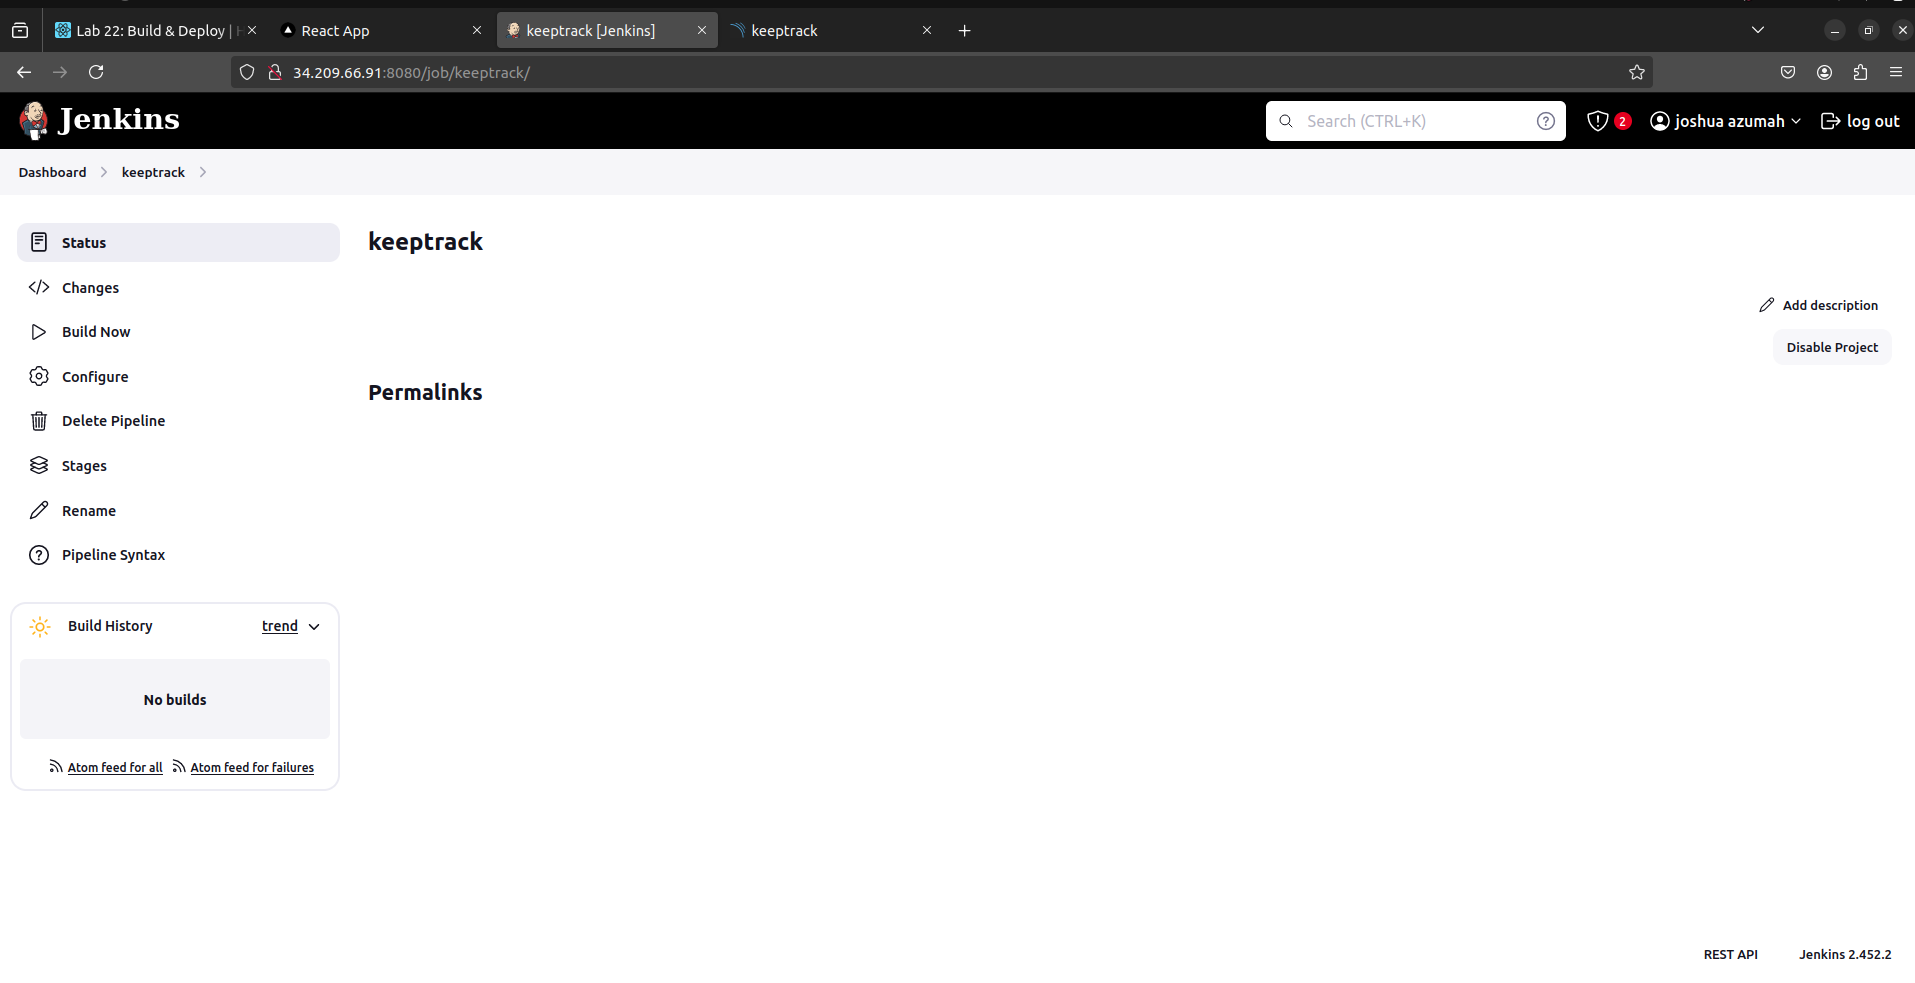 Lab 22: Build & Deploy |
React App
keeptrack [Jenkins]
keeptrack
34.209.66.91:8080/job/keeptrack/
Jenkins
Search (CTRL+K)
2
joshua azumah
log out
Dashboard
keeptrack
Status
Changes
Build Now
Configure
Delete Pipeline
Stages
Rename
Pipeline Syntax
Build History
trend
No builds
Atom feed for all
Atom feed for failures
keeptrack
Add description
Disable Project
Permalinks
REST API
Jenkins 2.452.2